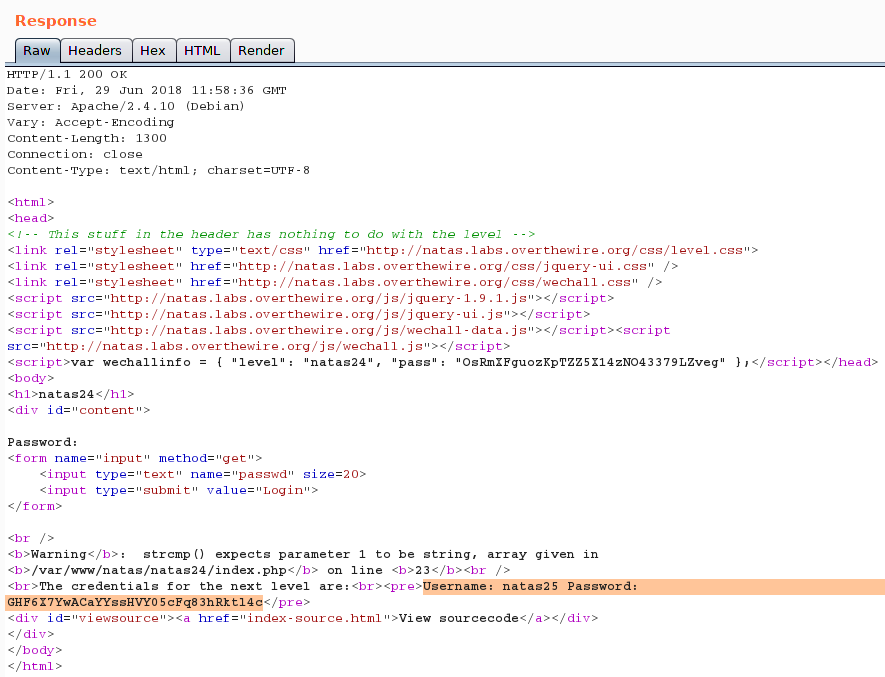 Response
Raw Headers Hex HTML Render
HTTP/1.1 200 OK
Date: Fri, 29 Jun 2018 11:58:36 GMT
Server: Apache/2.4.10 (Debian)
Vary: Accept-Encoding
Content-Length: 1300
Connection: close
Content-Type: text/html; charset=UTF-8
<html>
<head>
<!-- This stuff in the header has nothing to do with the level -->
<link rel="stylesheet" type="text/css" href="http://natas.labs.overthewire.org/css/level.css">
<link rel="stylesheet" href="http://natas.labs.overthewire.org/css/jquery-ui.css" />
<link rel="stylesheet" href="http://natas.labs.overthewire.org/css/wechall.css" />
<script src="http://natas.labs.overthewire.org/js/jquery-1.9.1.js"></script>
<script src="http://natas.labs.overthewire.org/js/jquery-ui.js"></script>
<script src="http://natas.labs.overthewire.org/js/wechall-data.js"></script><script
src="http://natas.labs.overthewire.org/js/wechall.js"></script>
<script>var wechallinfo = { "level": "natas24", "pass": "OsRmXFguozKpTZZ5X14zNO43379LZveg" };</script></head>
<body>
<h1>natas24</h1>
<div id="content">
Password:
<form name="input" method="get">
    <input type="text" name="passwd" size=20>
    <input type="submit" value="Login">
</form>
<br />
<b>Warning</b>:  strcmp() expects parameter 1 to be string, array given in
<b>/var/www/natas/natas24/index.php</b> on line <b>23</b><br />
<br>The credentials for the next level are:<br><pre>Username: natas25 Password:
GHF6X7YwACaYYssHVY05cFq83hRktl4c</pre>
<div id="viewsource"><a href="index-source.html">View sourcecode</a></div>
</div>
</body>
</html>